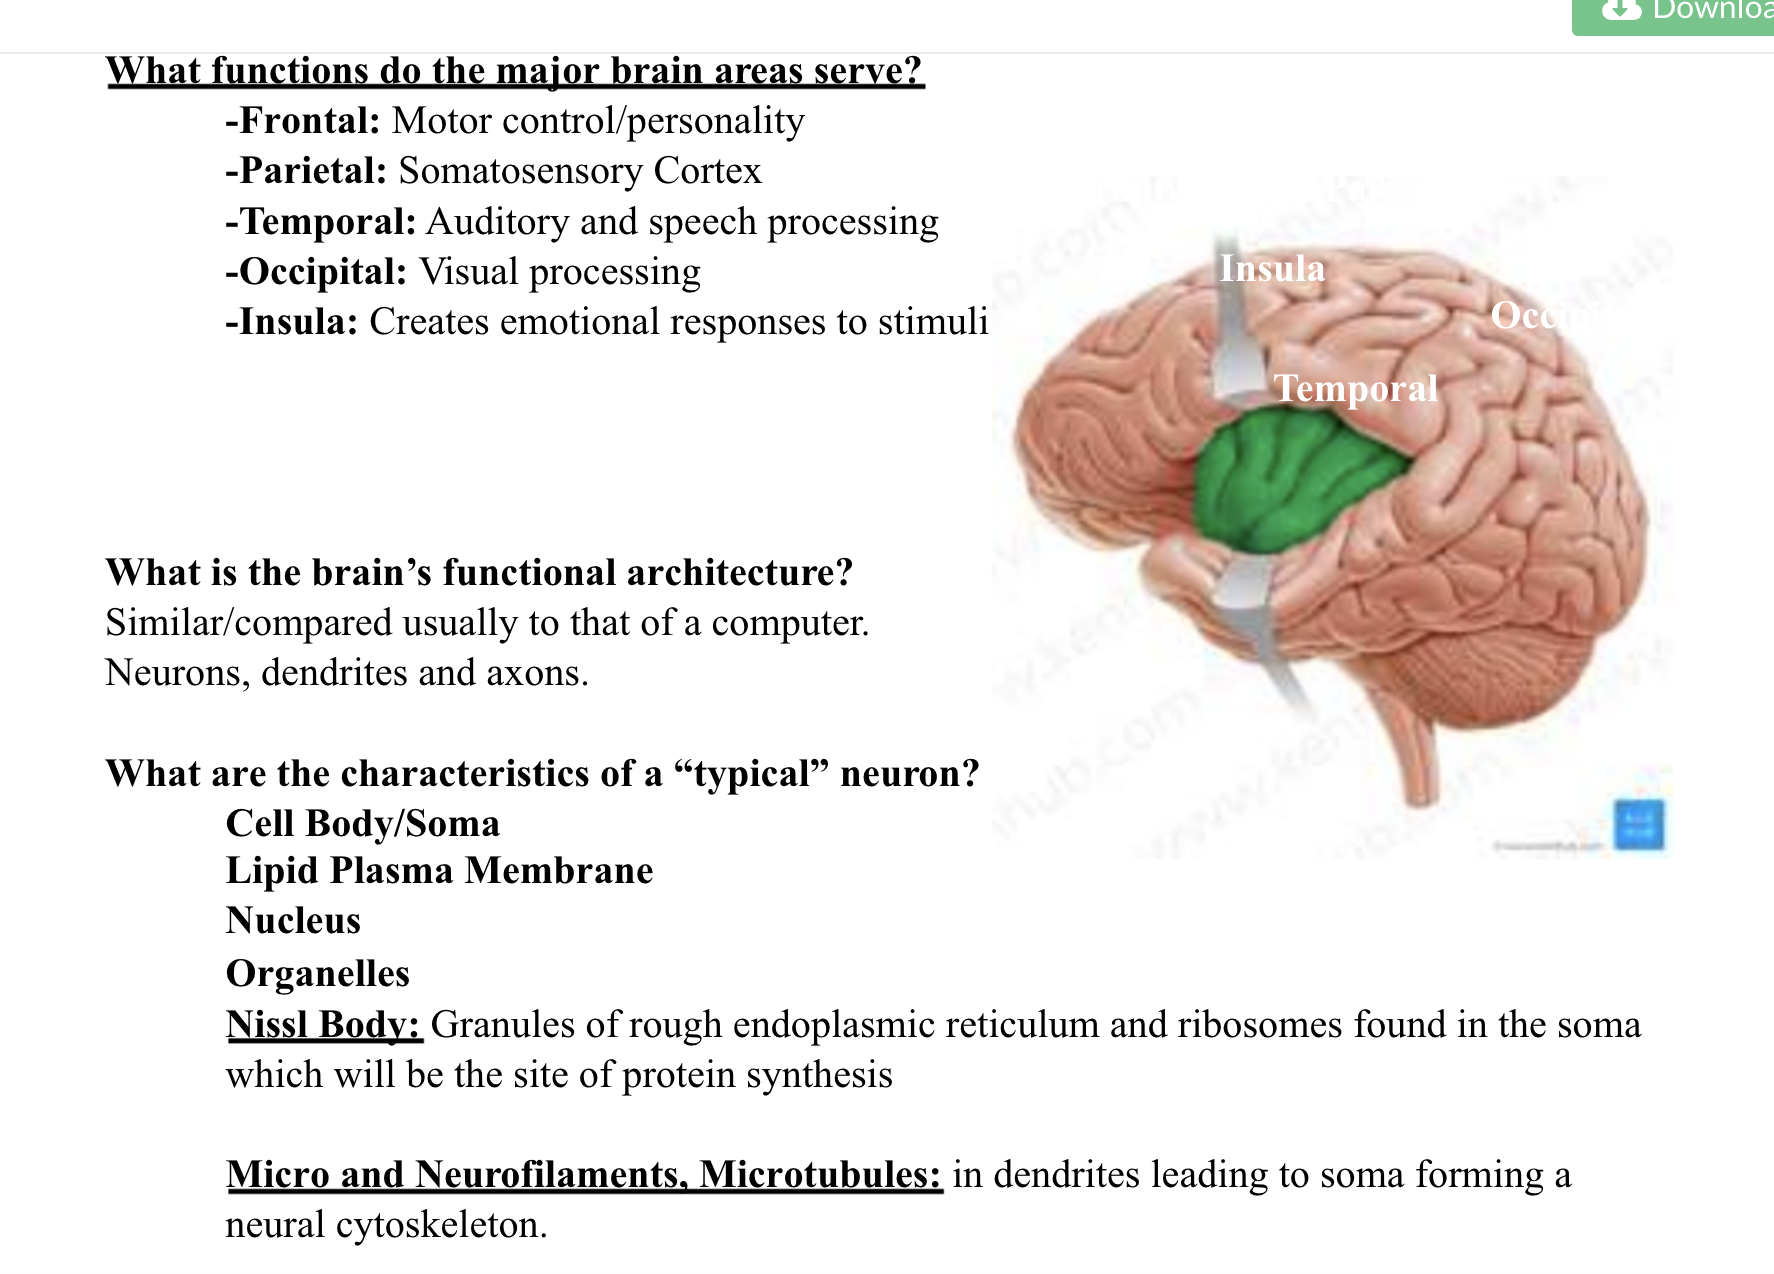 Download
What functions do the major brain areas serve?
-Frontal: Motor control/personality
-Parietal: Somatosensory Cortex
-Temporal: Auditory and speech processing
-Occipital: Visual processing
-Insula: Creates emotional responses to stimuli
Insula
Temporal
What is the brain’s functional architecture?
Similar/compared usually to that of a computer.
Neurons, dendrites and axons.
What are the characteristics of a “typical” neuron?
Cell Body/Soma
Lipid Plasma Membrane
Nucleus
Organelles
Nissl Body: Granules of rough endoplasmic reticulum and ribosomes found in the soma
which will be the site of protein synthesis
Micro and Neurofilaments, Microtubules: in dendrites leading to soma forming a
neural cytoskeleton.